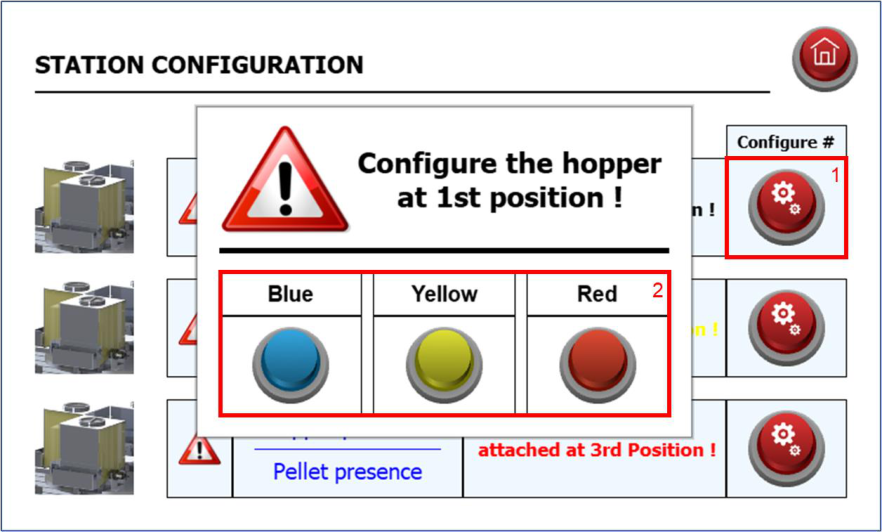 STATION CONFIGURATION
Configure #
1
Configure the hopper
at 1st position !
n !
Blue
Yellow
Red
2
n !
attached at 3rd Position !
Pellet presence